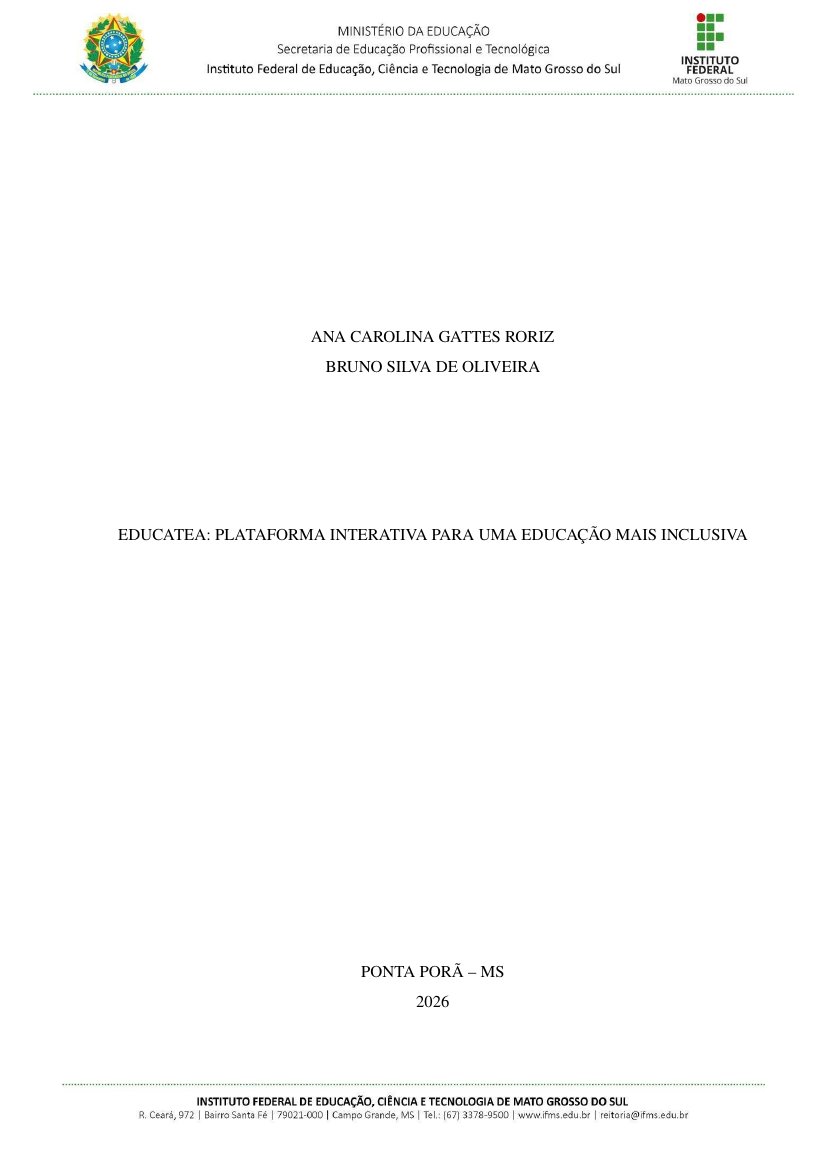 MINISTÉRIO DA EDUCAÇÃO
Secretaria de Educação Profissional e Tecnológica
Instituto Federal de Educação, Ciência e Tecnologia de Mato Grosso do Sul
INSTITUTO
FEDERAL
Mato Grosso do Sul
ANA CAROLINA GATTES RORIZ
BRUNO SILVA DE OLIVEIRA
EDUCATEA: PLATAFORMA INTERATIVA PARA UMA EDUCAÇÃO MAIS INCLUSIVA
PONTA PORÃ – MS
2026
INSTITUTO FEDERAL DE EDUCAÇÃO, CIÊNCIA E TECNOLOGIA DE MATO GROSSO DO SUL
R. Ceará, 972 | Bairro Santa Fé | 79021-000 | Campo Grande, MS | Tel.: (67) 3378-9500 | www.ifms.edu.br | reitoria@ifms.edu.br